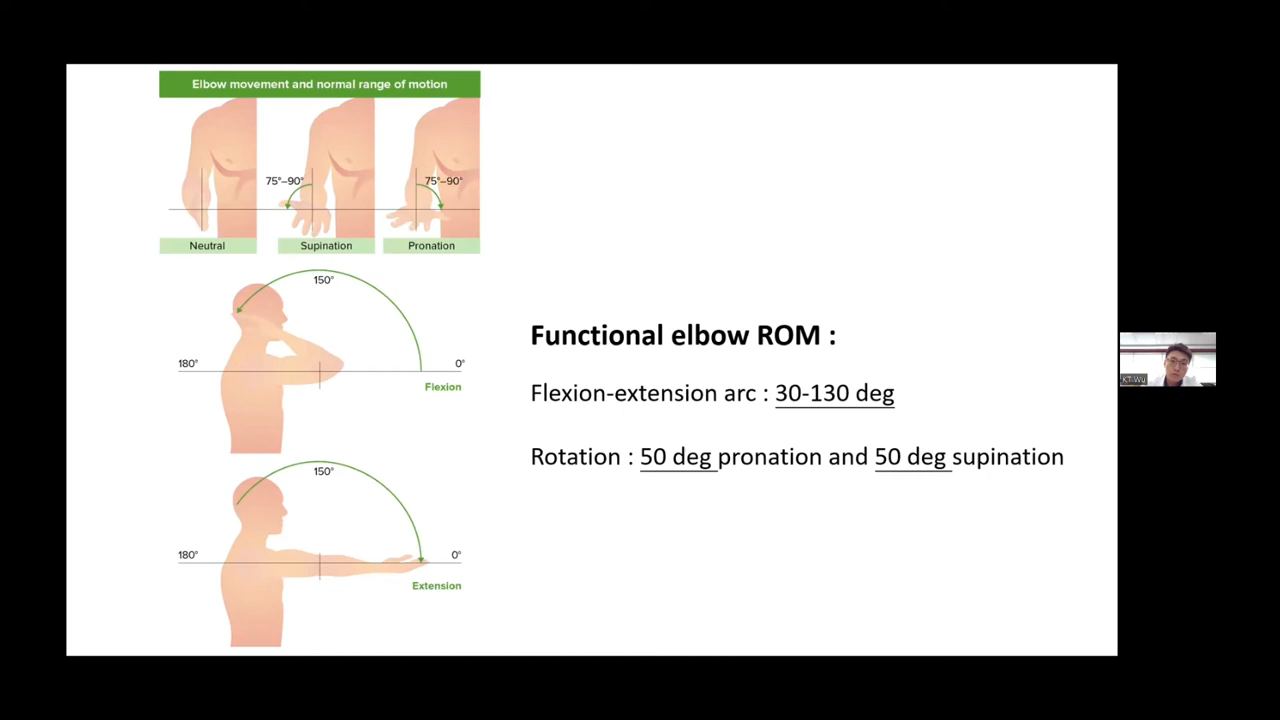 Elbow movement and normal range of motion
75°–90°
75°–90°
Neutral
Supination
Pronation
150°
180°
0°
Flexion
150°
180°
0°
Extension
Functional elbow ROM :
Flexion-extension arc : 30-130 deg
Rotation : 50 deg pronation and 50 deg supination
KT Wu